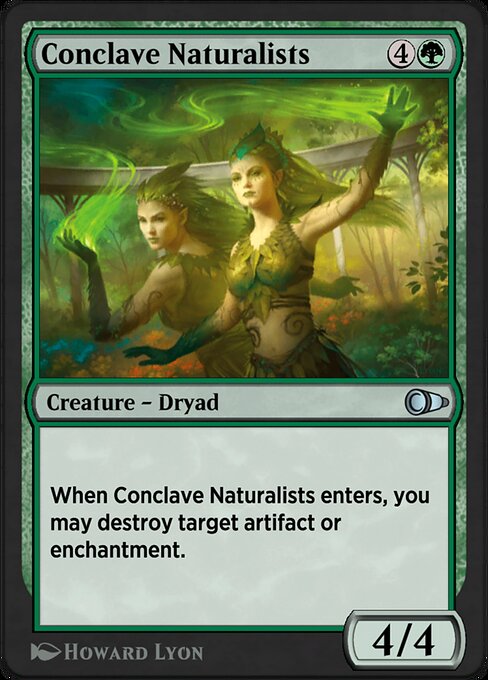 Conclave Naturalists 4
Creature – Dryad
When Conclave Naturalists enters, you
may destroy target artifact or
enchantment.
4/4
Howard Lyon